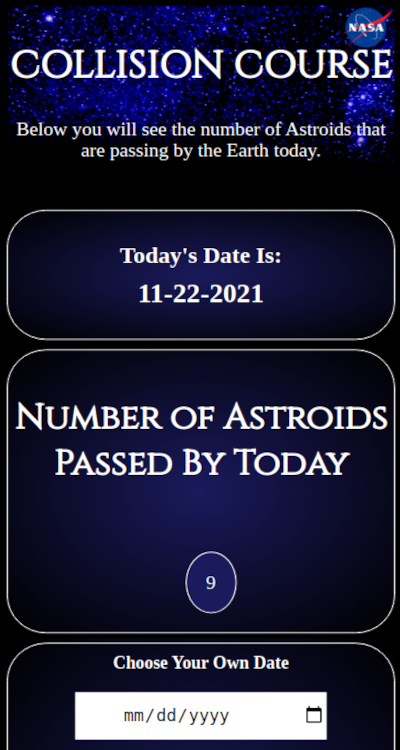 NASA
COLLISION COURSE
Below you will see the number of Astroids that
are passing by the Earth today.
Today's Date Is:
11-22-2021
Number of Astroids
Passed By Today
9
Choose Your Own Date
mm/dd/yyyy